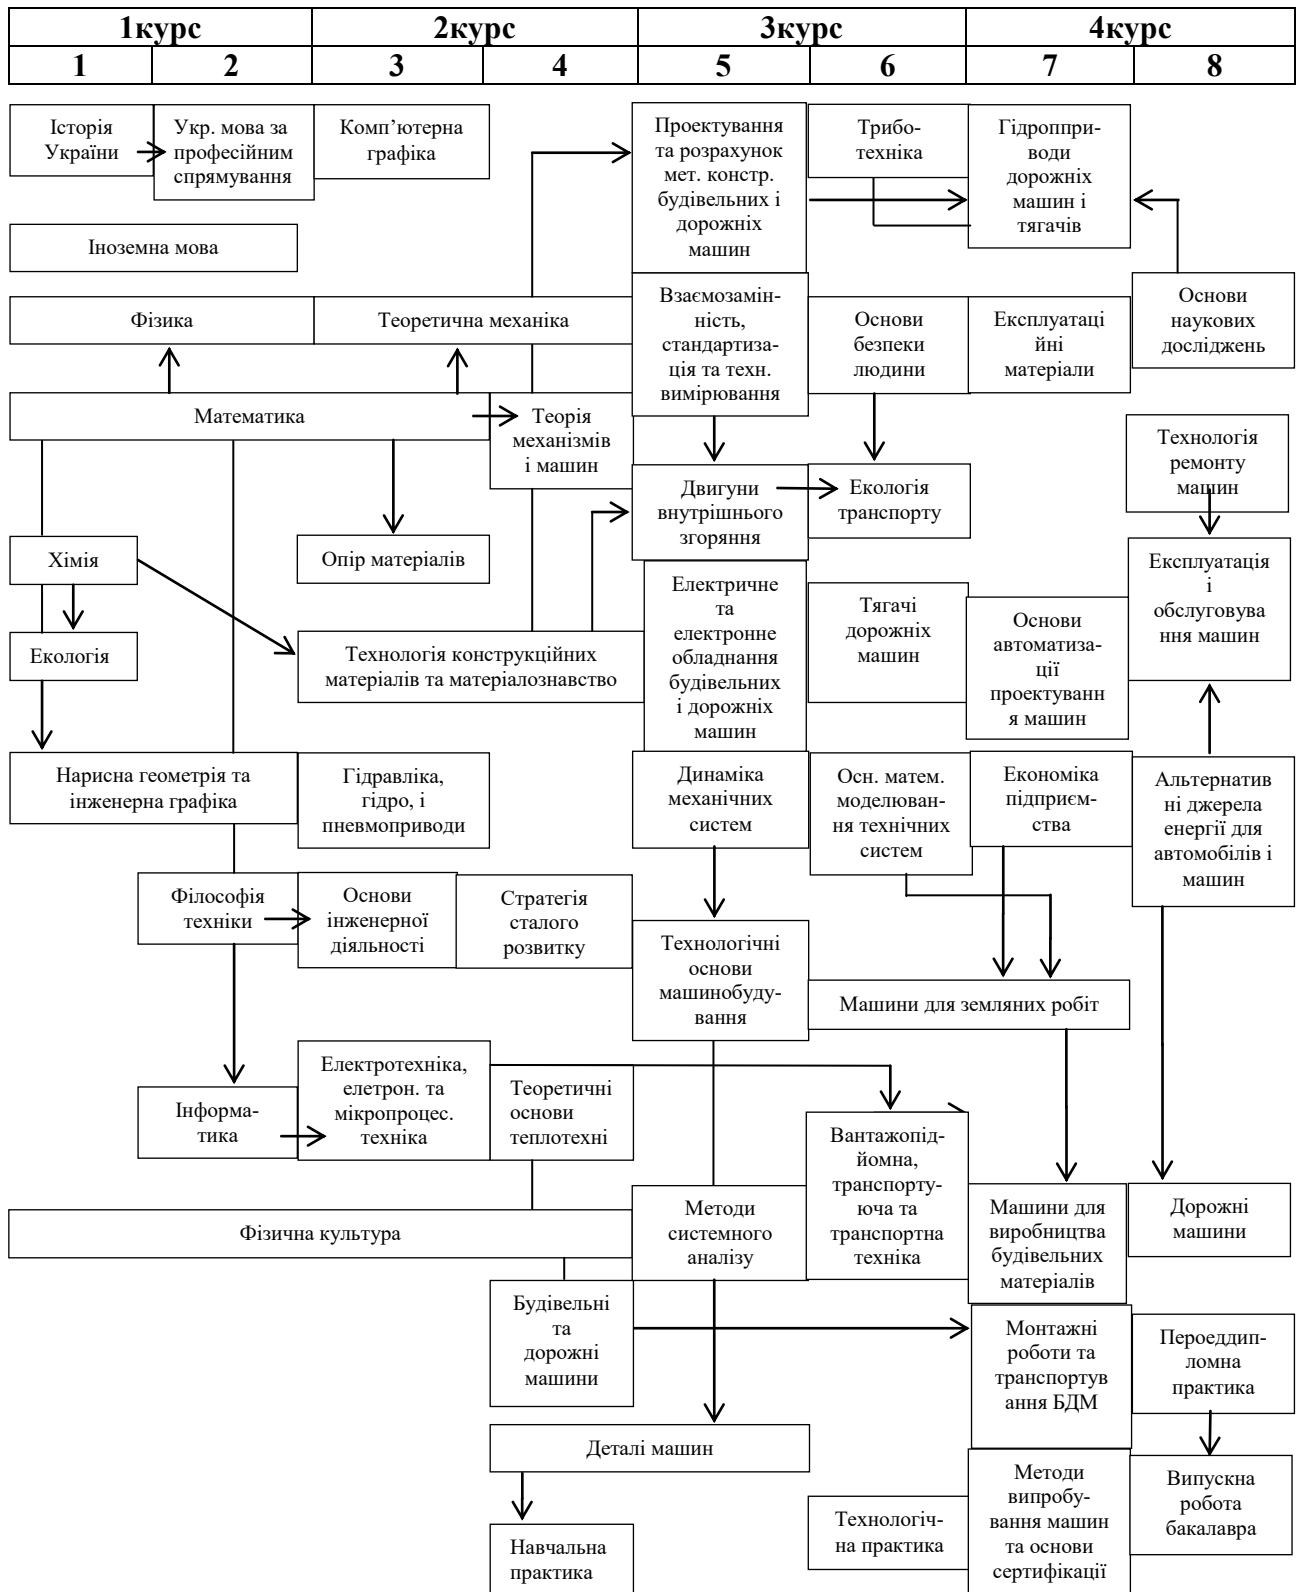 1курс
2курс
3курс
4курс
1
2
3
4
5
6
7
8
Історія
України
Укр. мова за
професійним
спрямування
Комп’ютерна
графіка
Проектування
та розрахунок
мет. констр.
будівельних і
дорожніх
машин
Трибо-
техніка
Гідроппри-
води
дорожніх
машин і
тягачів
Іноземна мова
Фізика
Теоретична механіка
Взаємозамін-
ність,
стандартиза-
ція та техн.
вимірювання
Основи
безпеки
людини
Експлуатаці
йні
матеріали
Основи
наукових
досліджень
Математика
Теорія
механізмів
і машин
Технологія
ремонту
машин
Двигуни
внутрішнього
згоряння
Екологія
транспорту
Хімія
Опір матеріалів
Експлуатація
і
обслуговува
ння машин
Електричне
та
електронне
обладнання
будівельних
і дорожніх
машин
Тягачі
дорожніх
машин
Основи
автоматиза-
ції
проектуванн
я машин
Екологія
Технологія конструкційних
матеріалів та матеріалознавство
Нарисна геометрія та
інженерна графіка
Гідравліка,
гідро, і
пневмоприводи
Динаміка
механічних
систем
Осн. матем.
моделюван-
ня технічних
систем
Економіка
підприєм-
ства
Альтернатив
ні джерела
енергії для
автомобілів і
машин
Філософія
техніки
Основи
інженерної
діяльності
Стратегія
сталого
розвитку
Технологічні
основи
машинобуду-
вання
Машини для земляних робіт
Інформа-
тика
Електротехніка,
елетрон. та
мікропроцес.
техніка
Теоретичні
основи
теплотехні
Вантажопід-
йомна,
транспорту-
юча та
транспортна
техніка
Фізична культура
Методи
системного
аналізу
Машини для
виробництва
будівельних
матеріалів
Дорожні
машини
Будівельні
та
дорожні
машини
Монтажні
роботи та
транспортув
ання БДМ
Пероеддип-
ломна
практика
Деталі машин
Навчальна
практика
Технологіч-
на практика
Методи
випробу-
вання машин
та основи
сертифікації
Випускна
робота
бакалавра